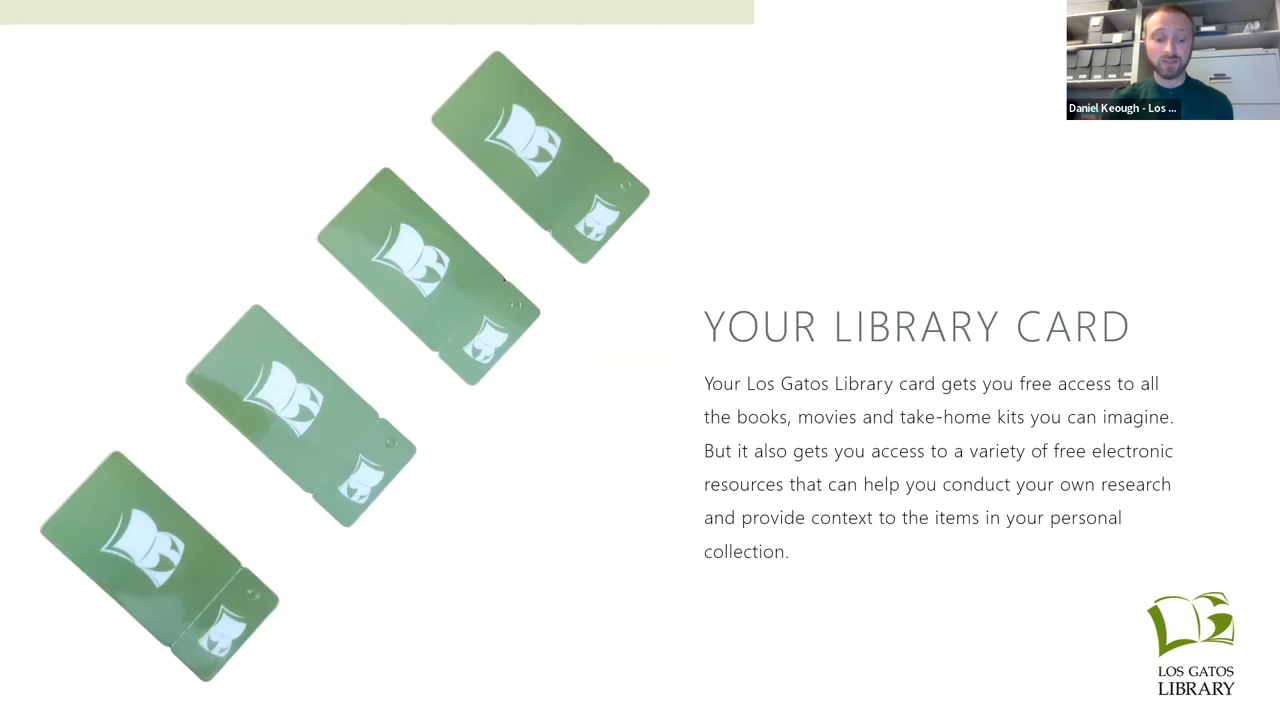 Daniel Keough - Los ...
YOUR LIBRARY CARD
Your Los Gatos Library card gets you free access to all
the books, movies and take-home kits you can imagine.
But it also gets you access to a variety of free electronic
resources that can help you conduct your own research
and provide context to the items in your personal
collection.
LOS GATOS
LIBRARY